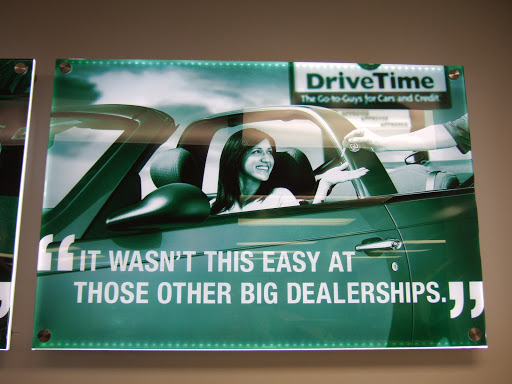 DriveTime
The Go-to-Guys for Cars and Credit
“IT WASN'T THIS EASY AT
THOSE OTHER BIG DEALERSHIPS.”